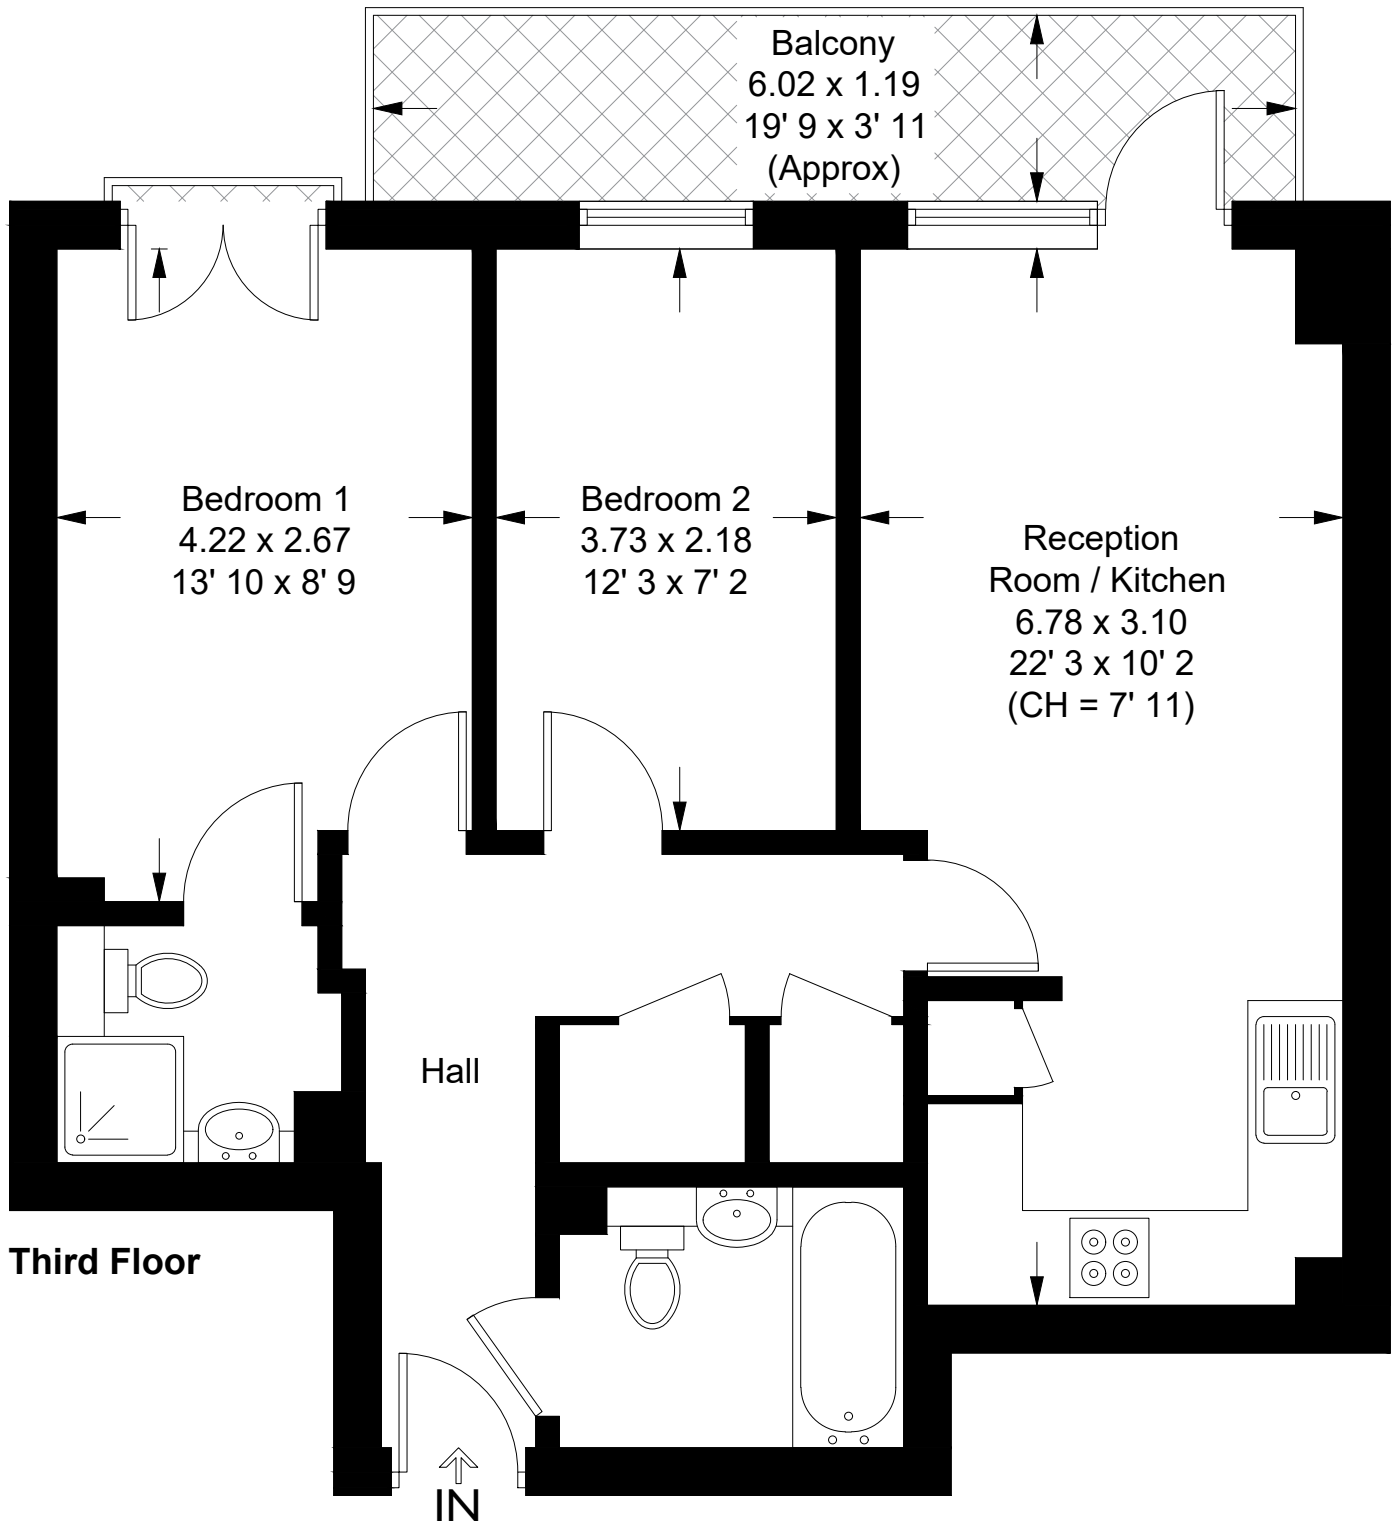 Balcony
6.02 x 1.19
19' 9 x 3' 11
(Approx)
Bedroom 1
4.22 x 2.67
13' 10 x 8' 9
Bedroom 2
3.73 x 2.18
12' 3 x 7' 2
Reception
Room / Kitchen
6.78 x 3.10
22' 3 x 10' 2
(CH = 7' 11)
Hall
Third Floor
IN